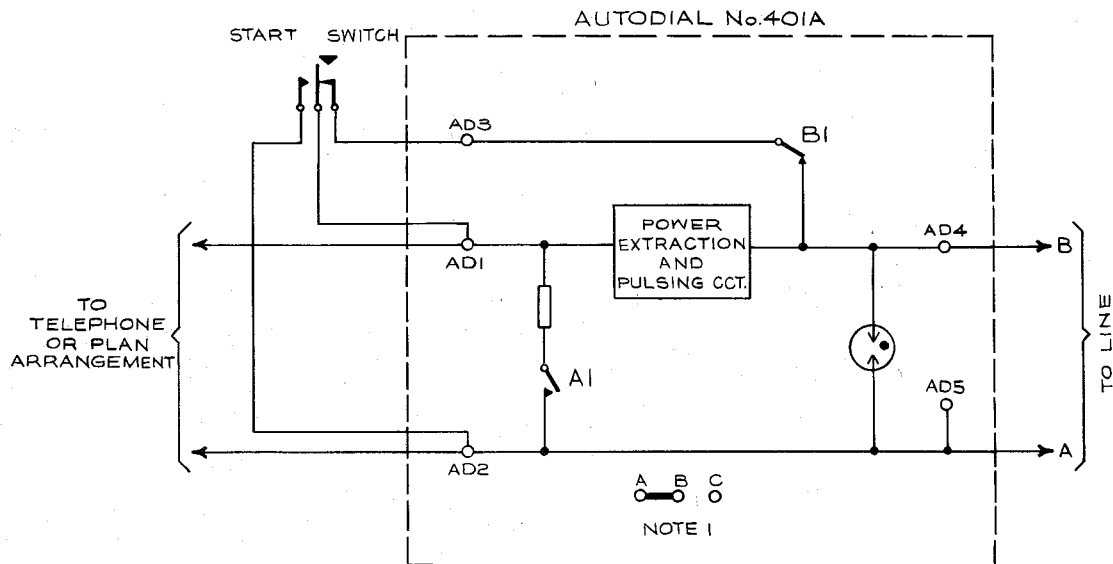 AUTODIAL No.401A
START SWITCH
AD3
B1
POWER
EXTRACTION
AND
PULSING CCT.
AD1
AD4
B
TO
TELEPHONE
OR PLAN
ARRANGEMENT
A1
AD5
TO LINE
AD2
A
A B C
NOTE 1